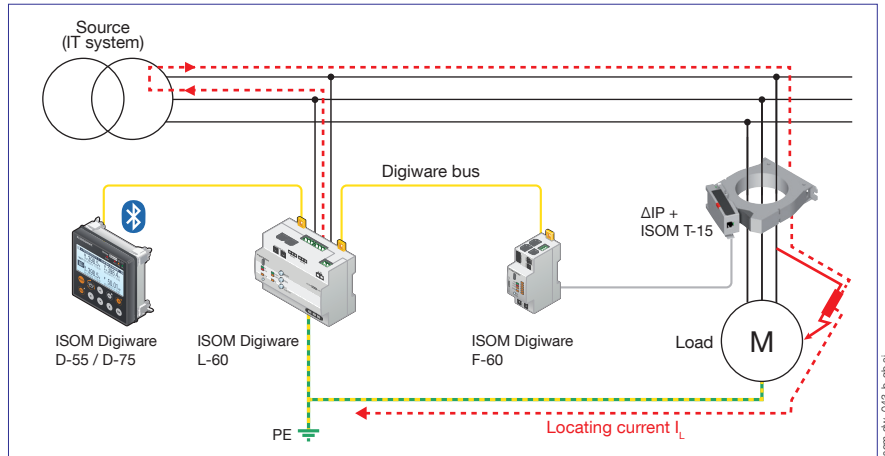 Source
(IT system)
Digiware bus
ΔIP +
ISOM T-15
ISOM Digiware
D-55 / D-75
ISOM Digiware
L-60
ISOM Digiware
F-60
Load
M
PE
Locating current I_L